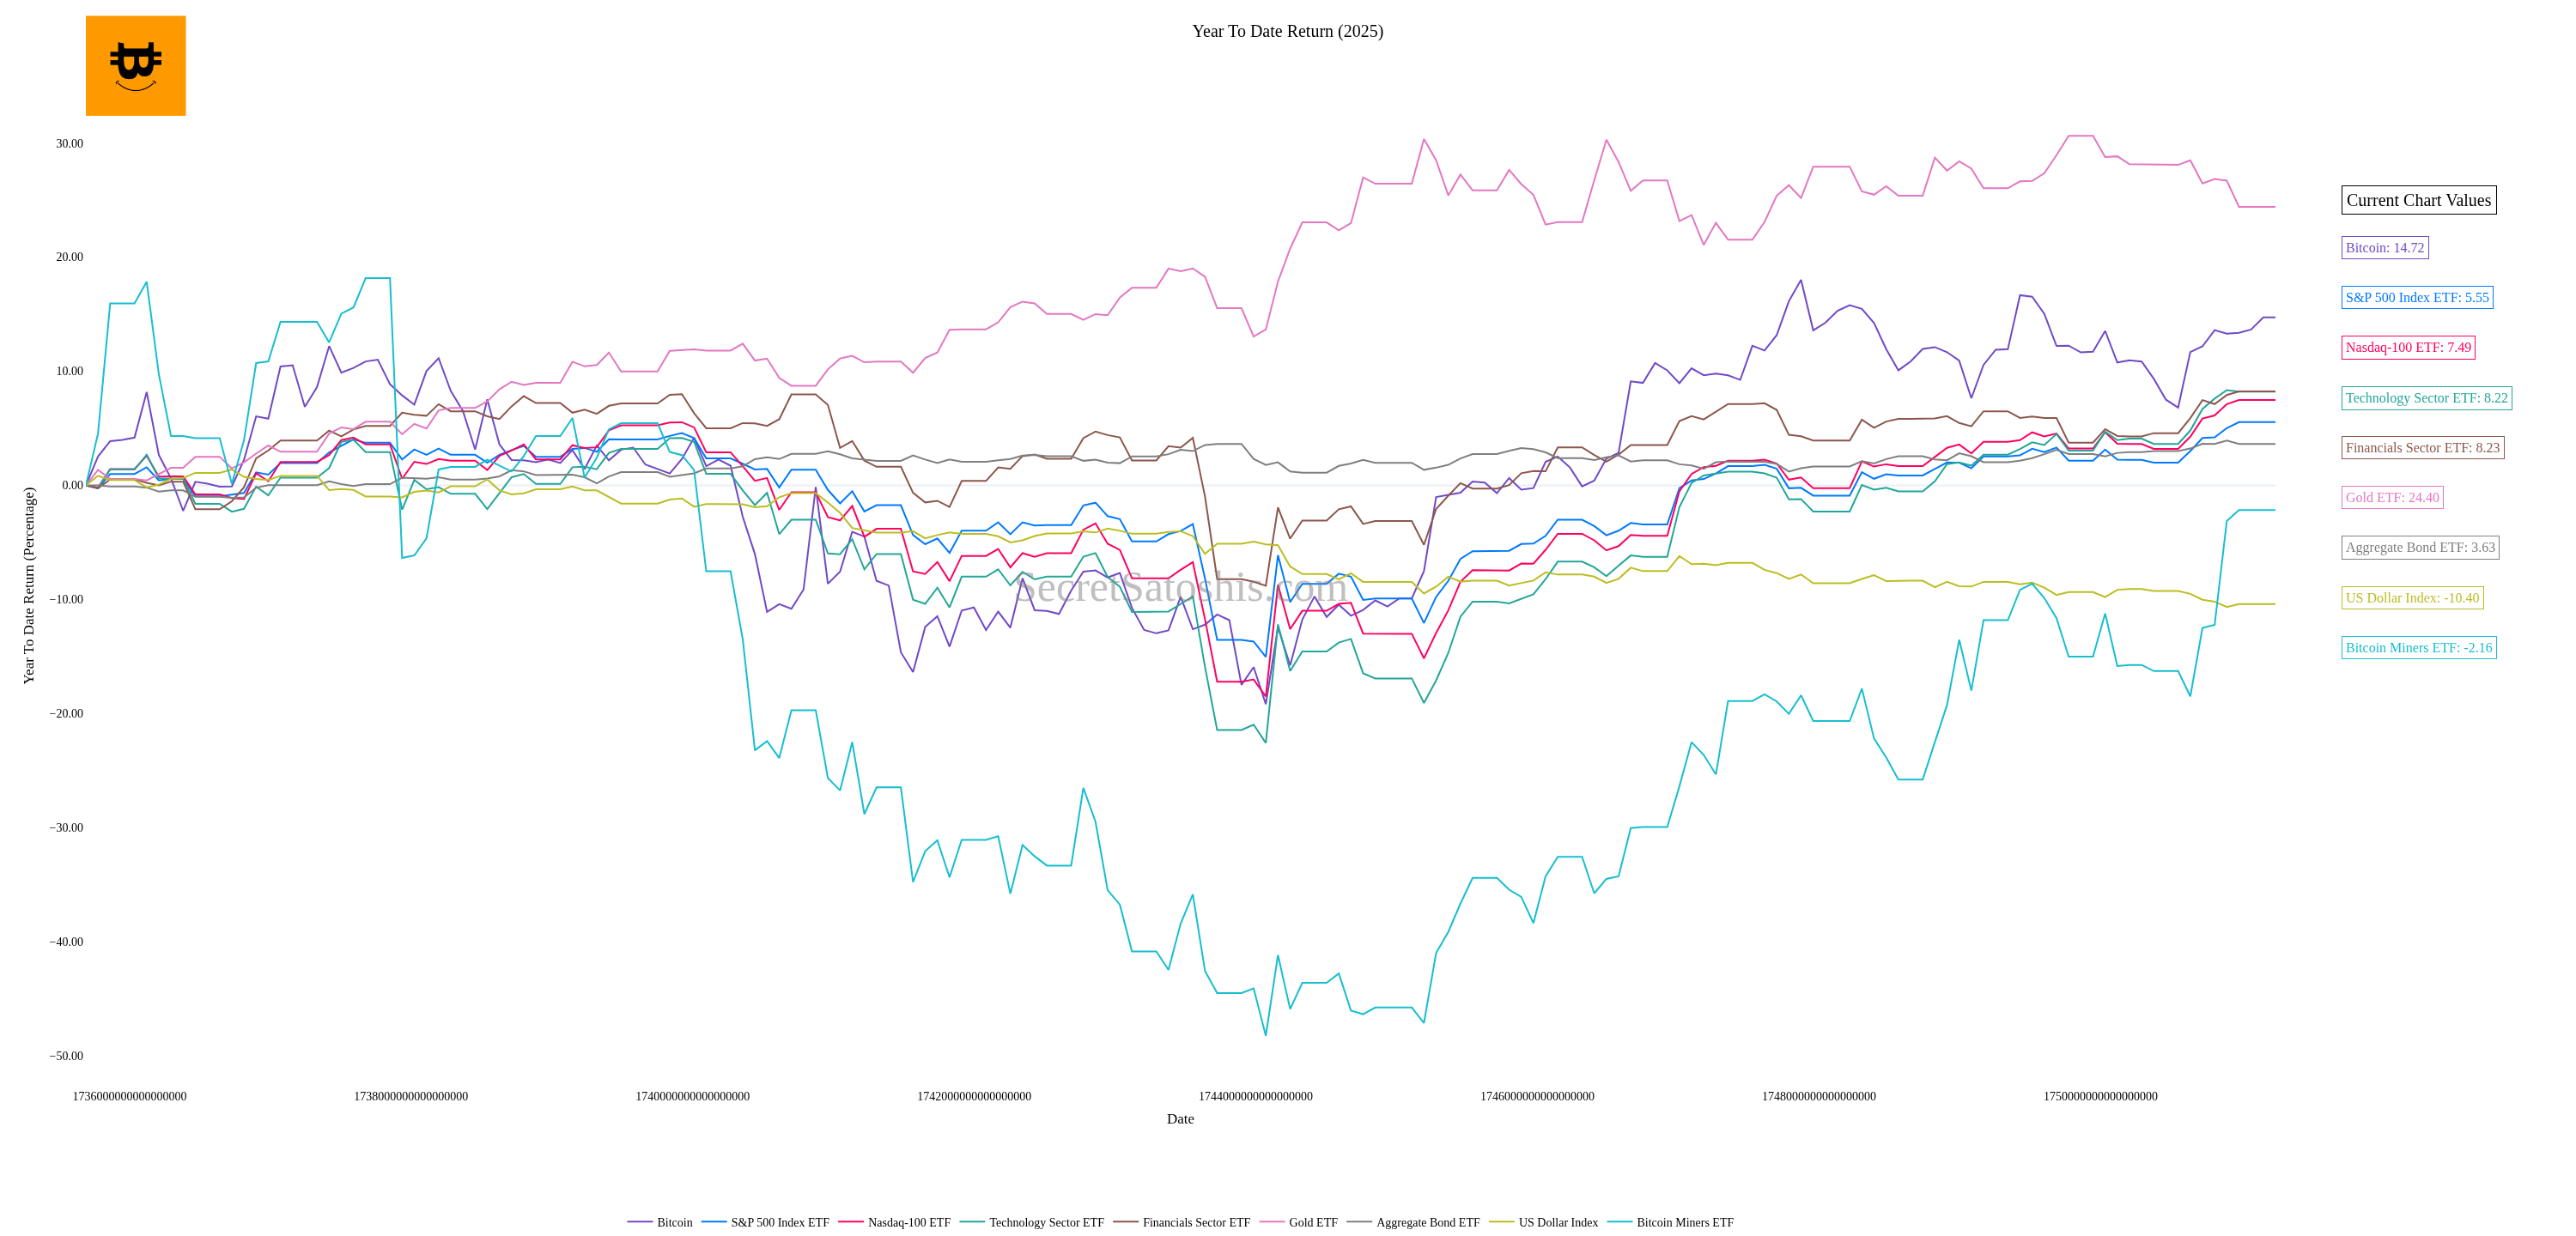 Year To Date Return (2025)
30.00
20.00
10.00
0.00
−10.00
−20.00
−30.00
−40.00
−50.00
Year To Date Return (Percentage)
SecretSatoshis.com
1736000000000000000 1738000000000000000 1740000000000000000 1742000000000000000 1744000000000000000 1746000000000000000 1748000000000000000 1750000000000000000
Date
Current Chart Values
Bitcoin: 14.72
S&P 500 Index ETF: 5.55
Nasdaq-100 ETF: 7.49
Technology Sector ETF: 8.22
Financials Sector ETF: 8.23
Gold ETF: 24.40
Aggregate Bond ETF: 3.63
US Dollar Index: -10.40
Bitcoin Miners ETF: -2.16
Bitcoin S&P 500 Index ETF Nasdaq-100 ETF Technology Sector ETF Financials Sector ETF Gold ETF Aggregate Bond ETF US Dollar Index Bitcoin Miners ETF